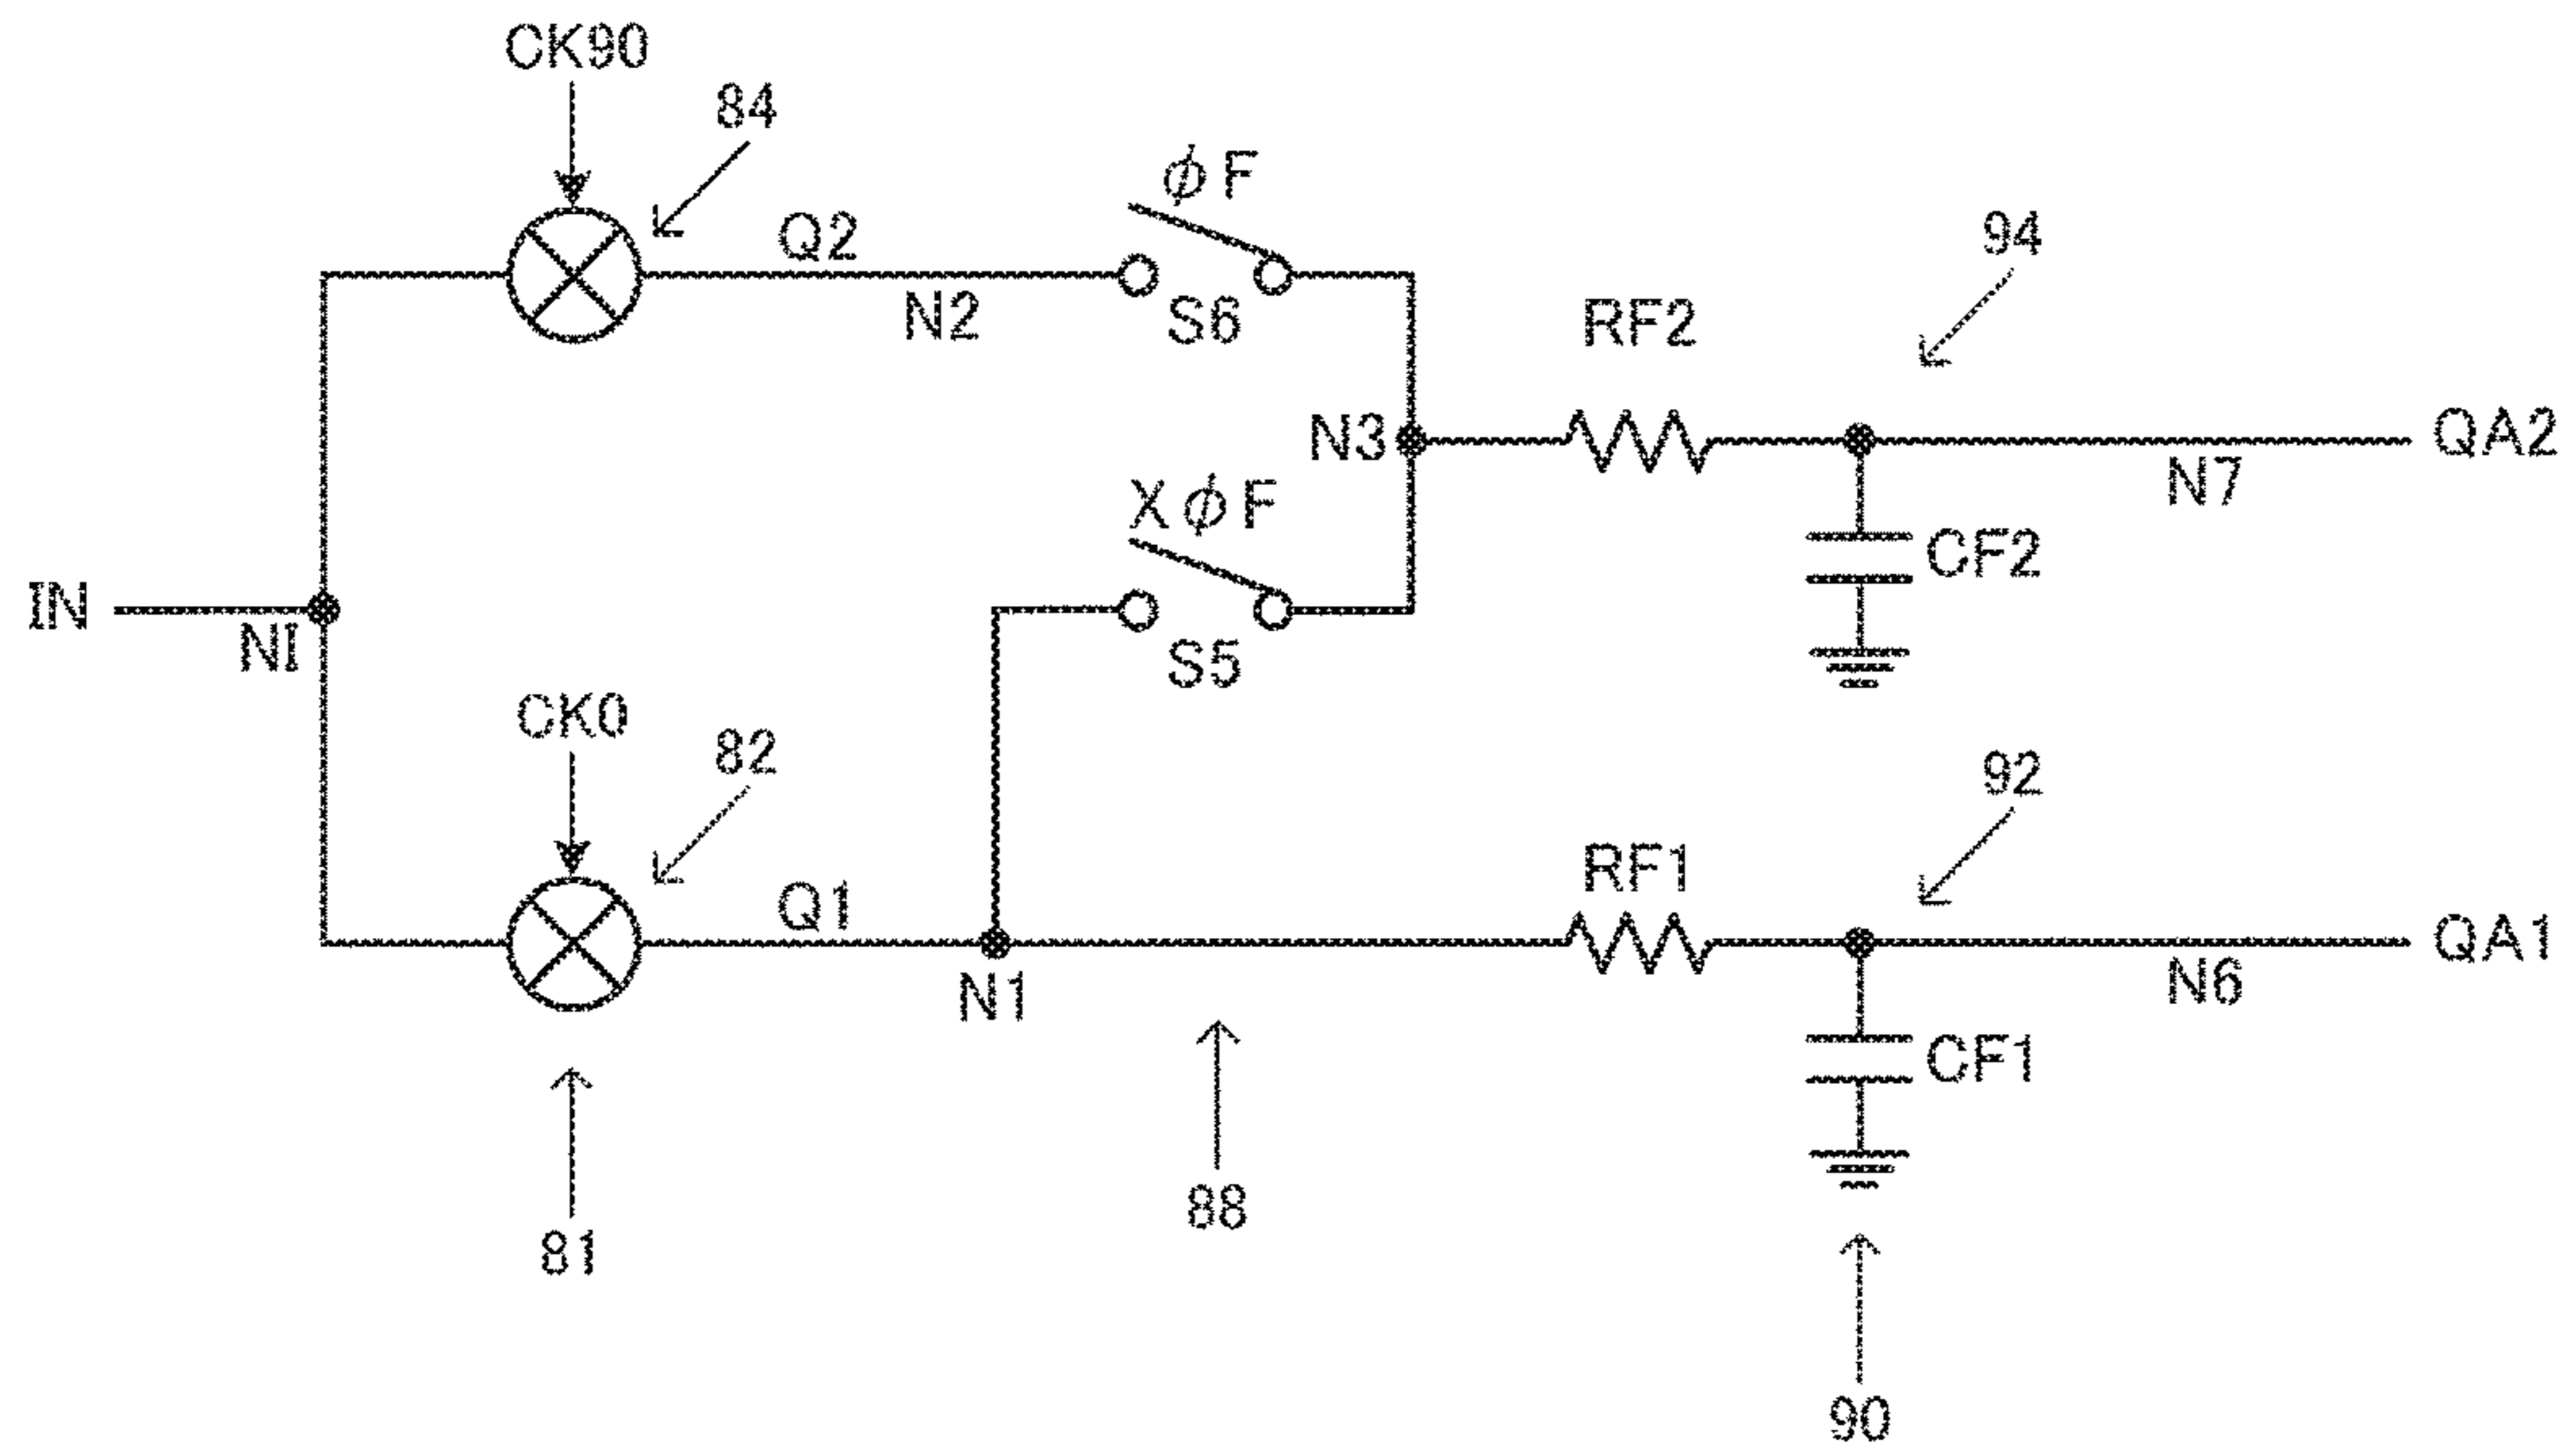 CK90
84
φF
Q2
94
N2
S6
RF2
N3
QA2
N7
XφF
CF2
IN
NI
S5
CK0
82
92
RF1
Q1
QA1
N1
N6
CF1
88
81
90